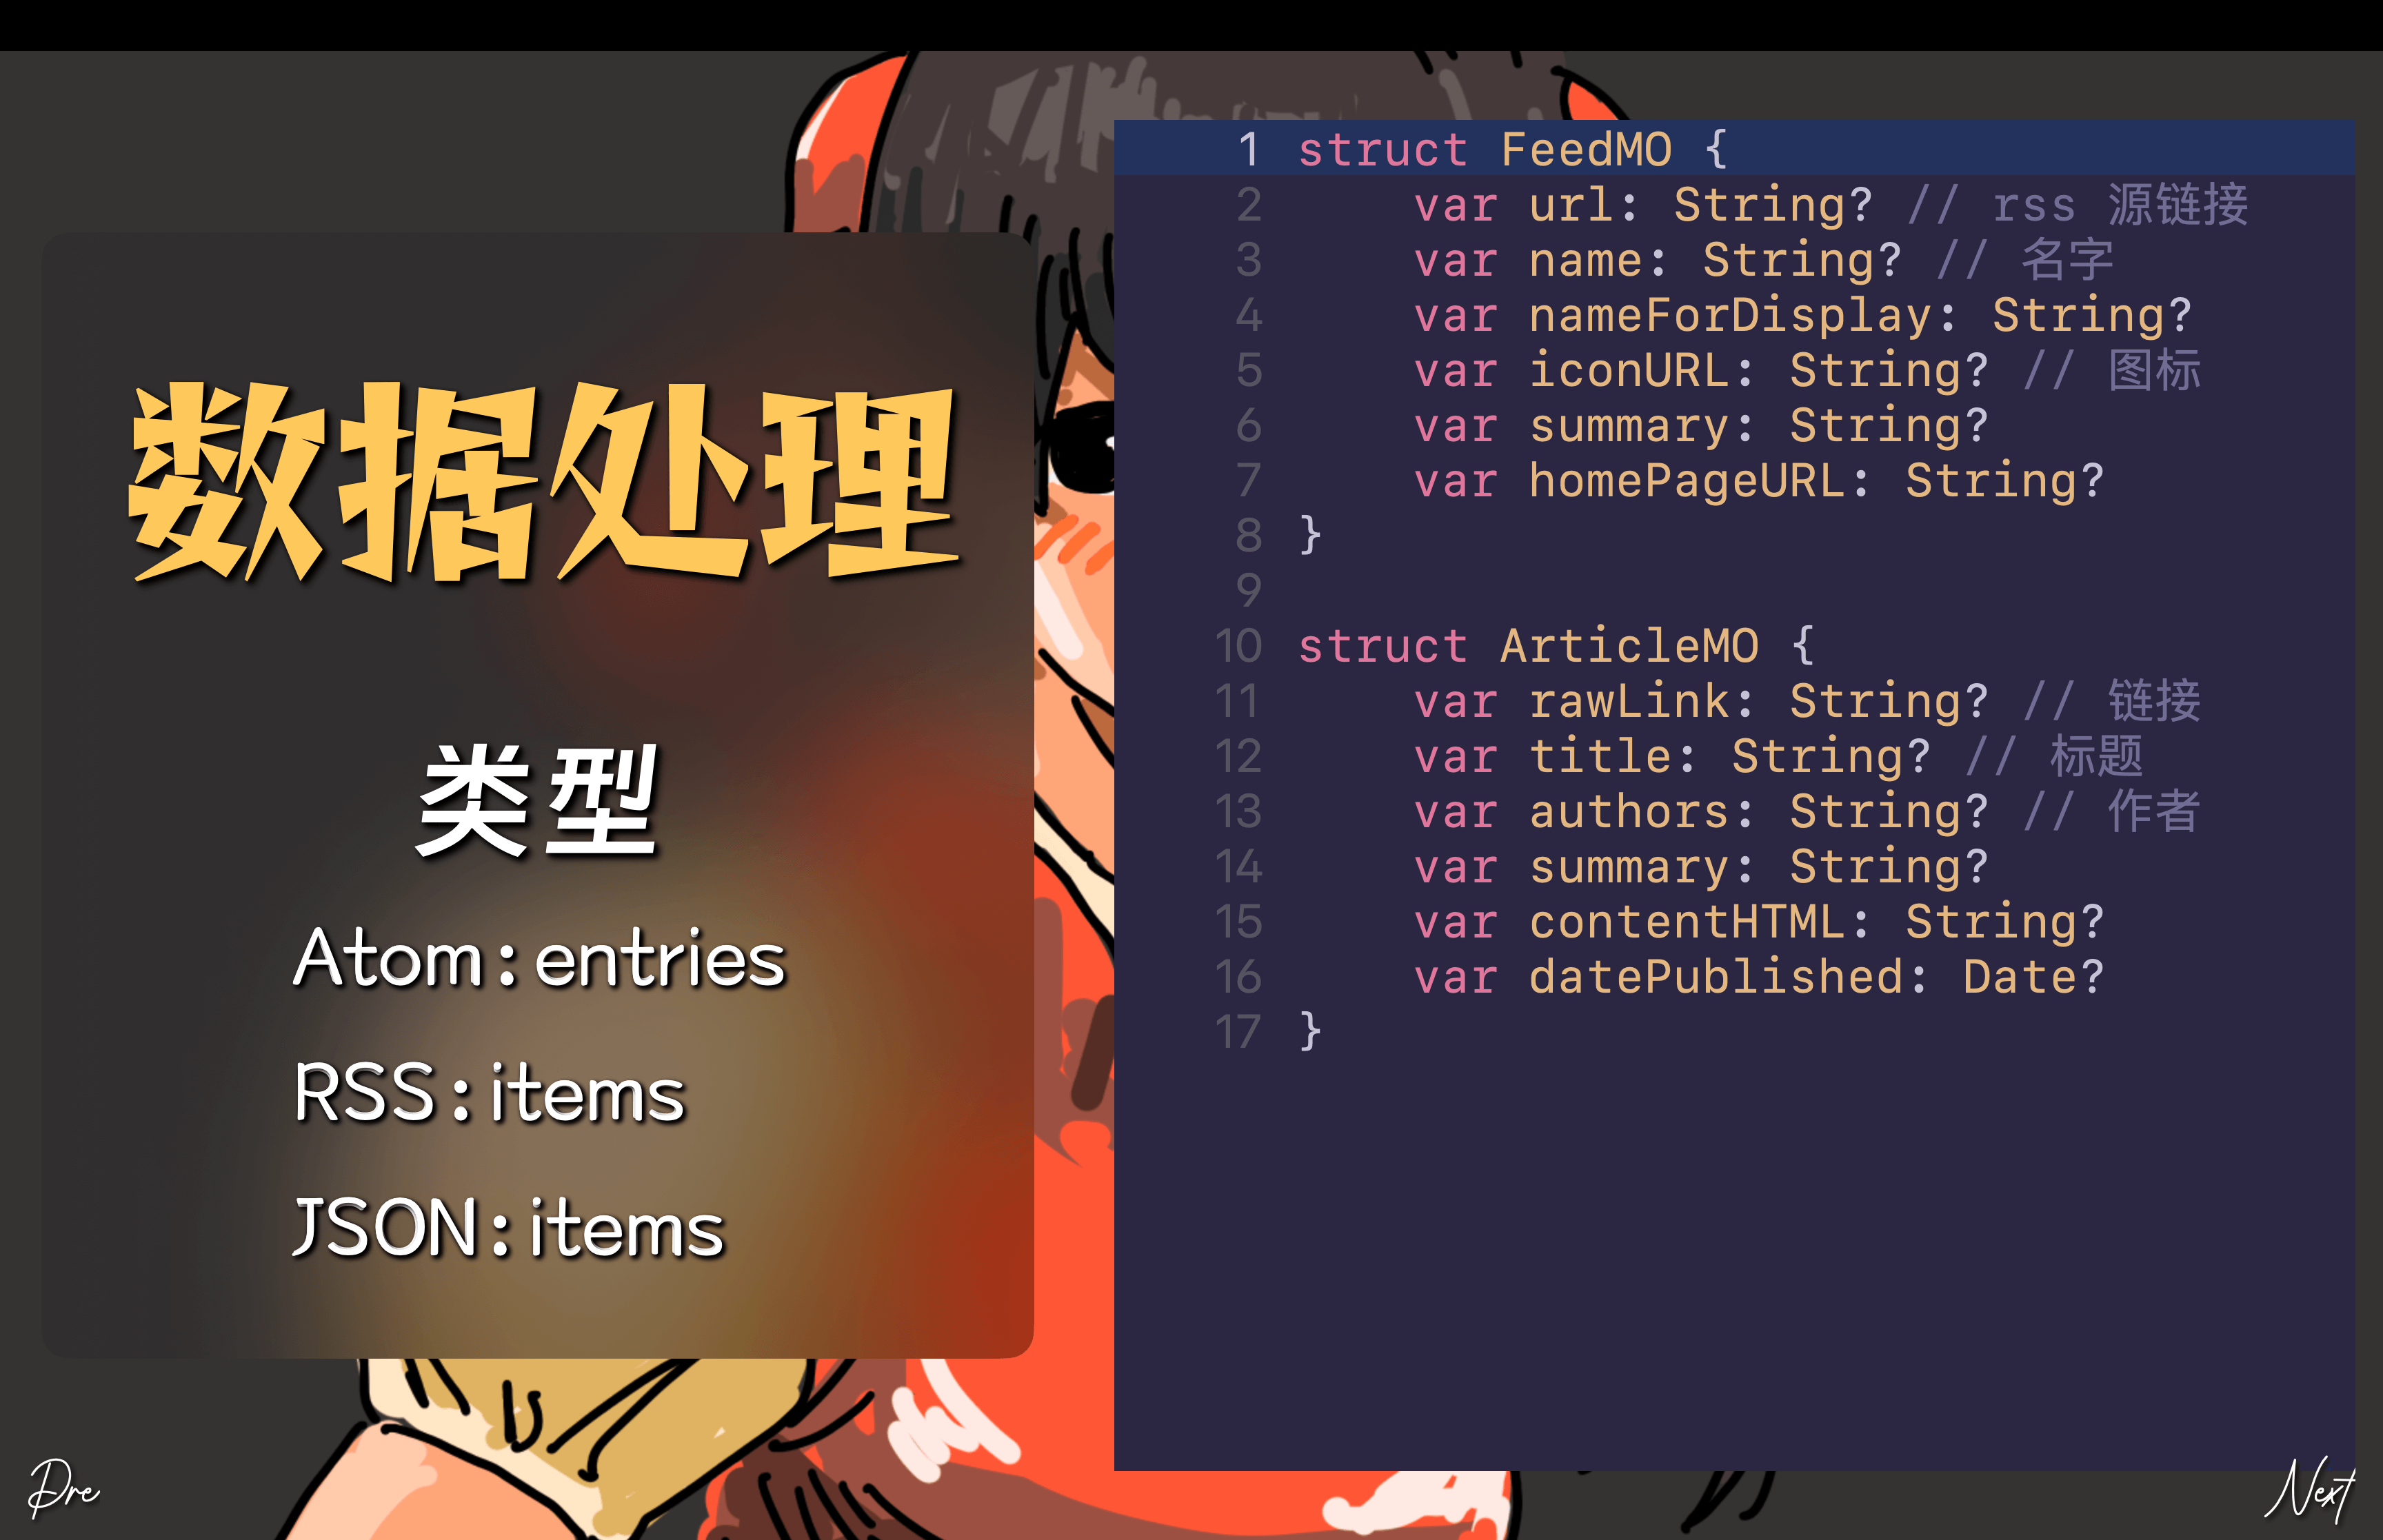 数据处理
类型
Atom：entries
RSS：items
JSON：items
1 struct FeedMO {
2 var url: String? // rss 源链接
3 var name: String? // 名字
4 var nameForDisplay: String?
5 var iconURL: String? // 图标
6 var summary: String?
7 var homePageURL: String?
8 }
9
10 struct ArticleMO {
11 var rawLink: String? // 链接
12 var title: String? // 标题
13 var authors: String? // 作者
14 var summary: String?
15 var contentHTML: String?
16 var datePublished: Date?
17 }
Pre
Next